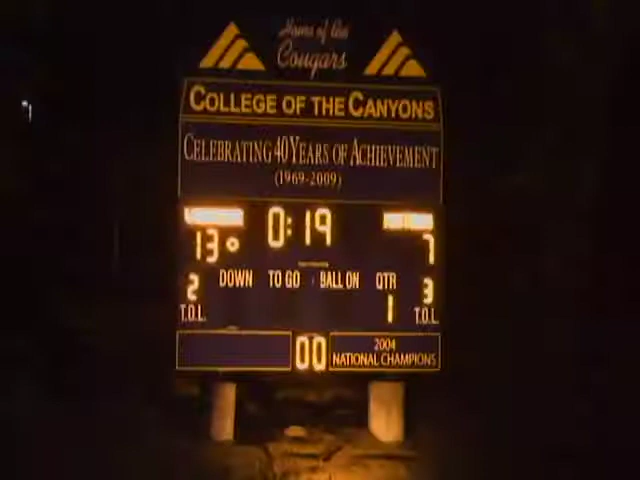 Home of the
Cougars
COLLEGE OF THE CANYONS
CELEBRATING 40 YEARS OF ACHIEVEMENT
(1969-2009)
0:19
13 7
DOWN TO GO BALL ON QTR
2 1 3
T.O.L. T.O.L.
00
2004
NATIONAL CHAMPIONS